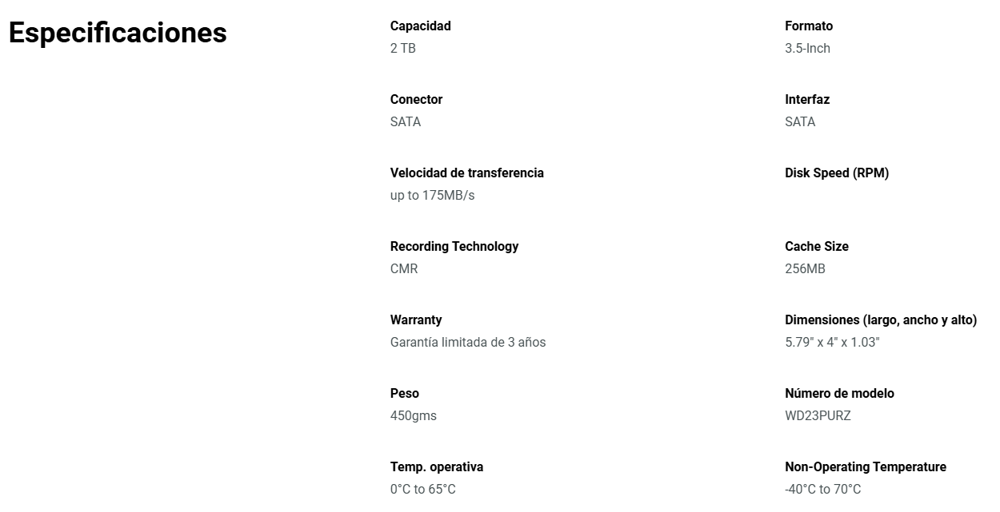 Especificaciones
Capacidad
2 TB
Formato
3.5-Inch
Conector
SATA
Interfaz
SATA
Velocidad de transferencia
up to 175MB/s
Disk Speed (RPM)
Recording Technology
CMR
Cache Size
256MB
Warranty
Garantía limitada de 3 años
Dimensiones (largo, ancho y alto)
5.79" x 4" x 1.03"
Peso
450gms
Número de modelo
WD23PURZ
Temp. operativa
0°C to 65°C
Non-Operating Temperature
-40°C to 70°C